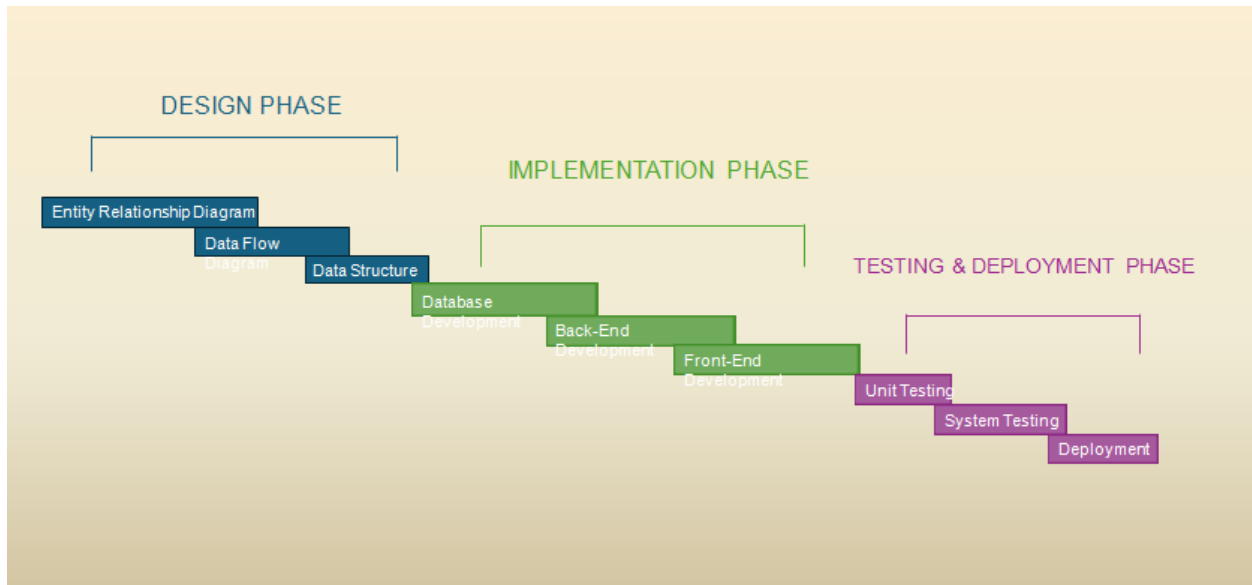 DESIGN PHASE
IMPLEMENTATION PHASE
Entity Relationship Diagram
Data Flow
Diagram
Data Structure
TESTING & DEPLOYMENT PHASE
Database
Development
Back-End
Development
Front-End
Development
Unit Testing
System Testing
Deployment